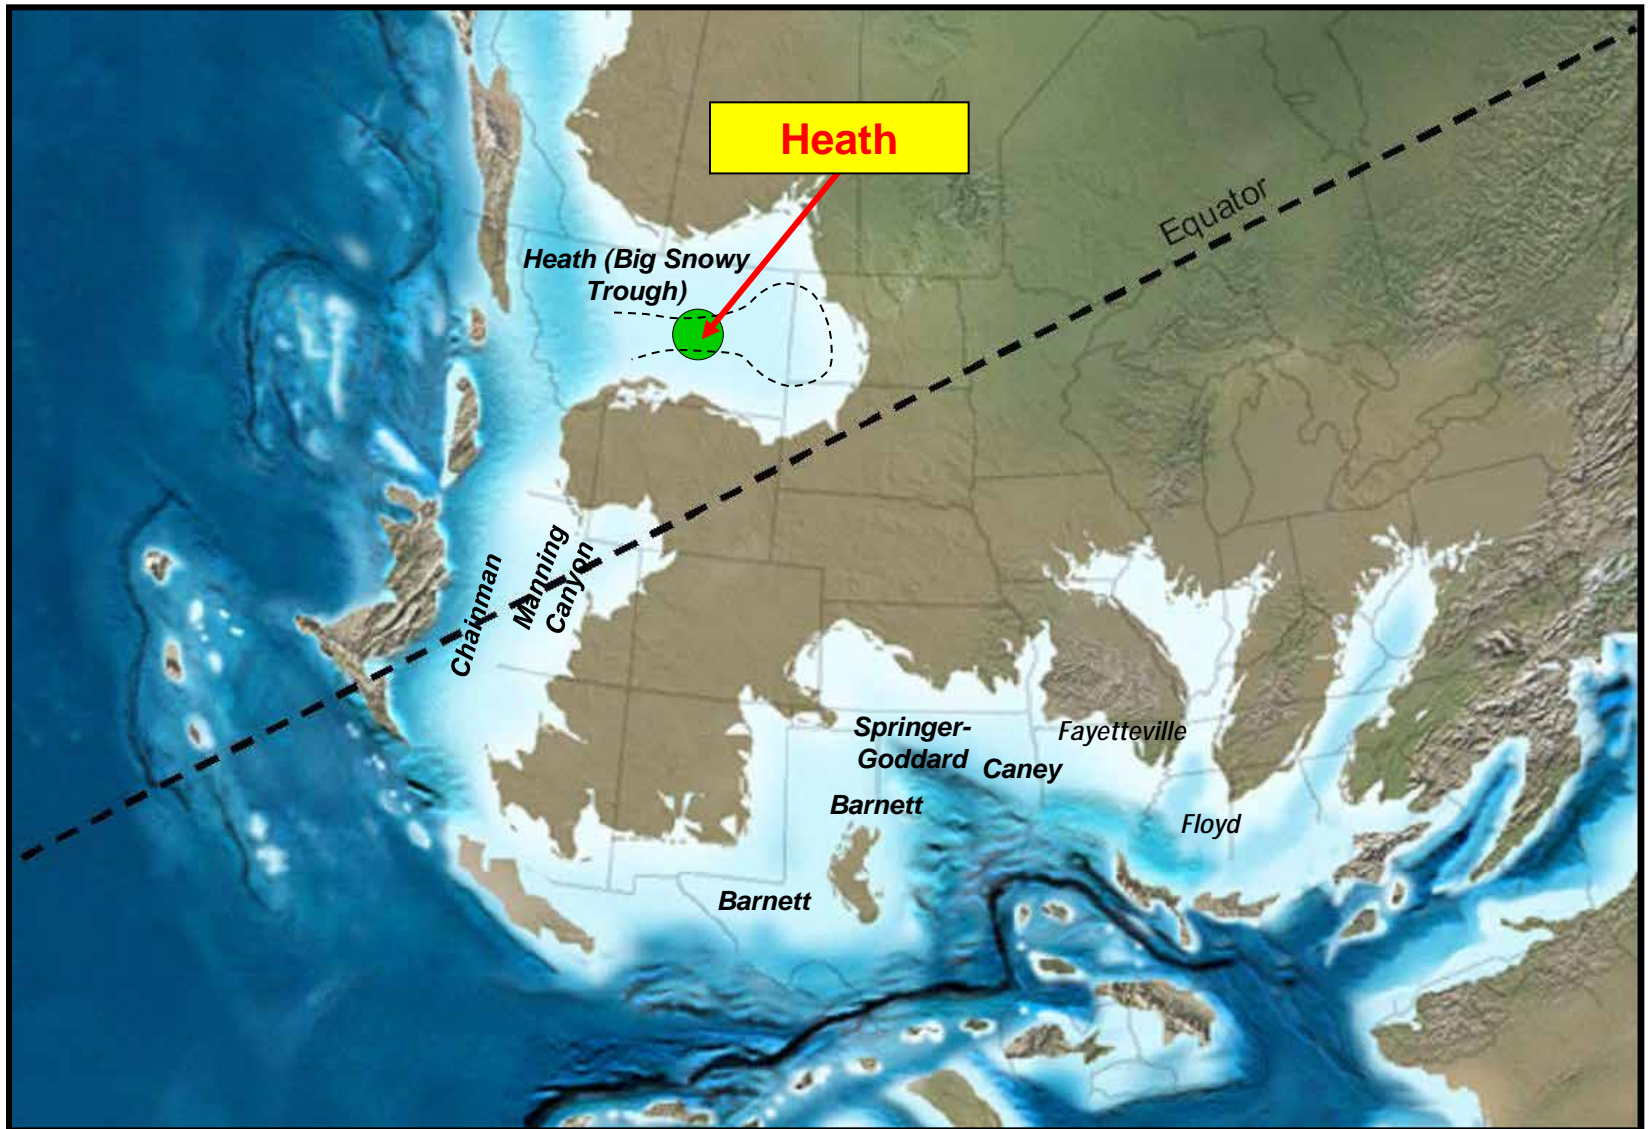 Heath
Equator
Heath (Big Snowy
Trough)
Chainman
Manning
Canyon
Springer-
Goddard
Fayetteville
Caney
Barnett
Floyd
Barnett